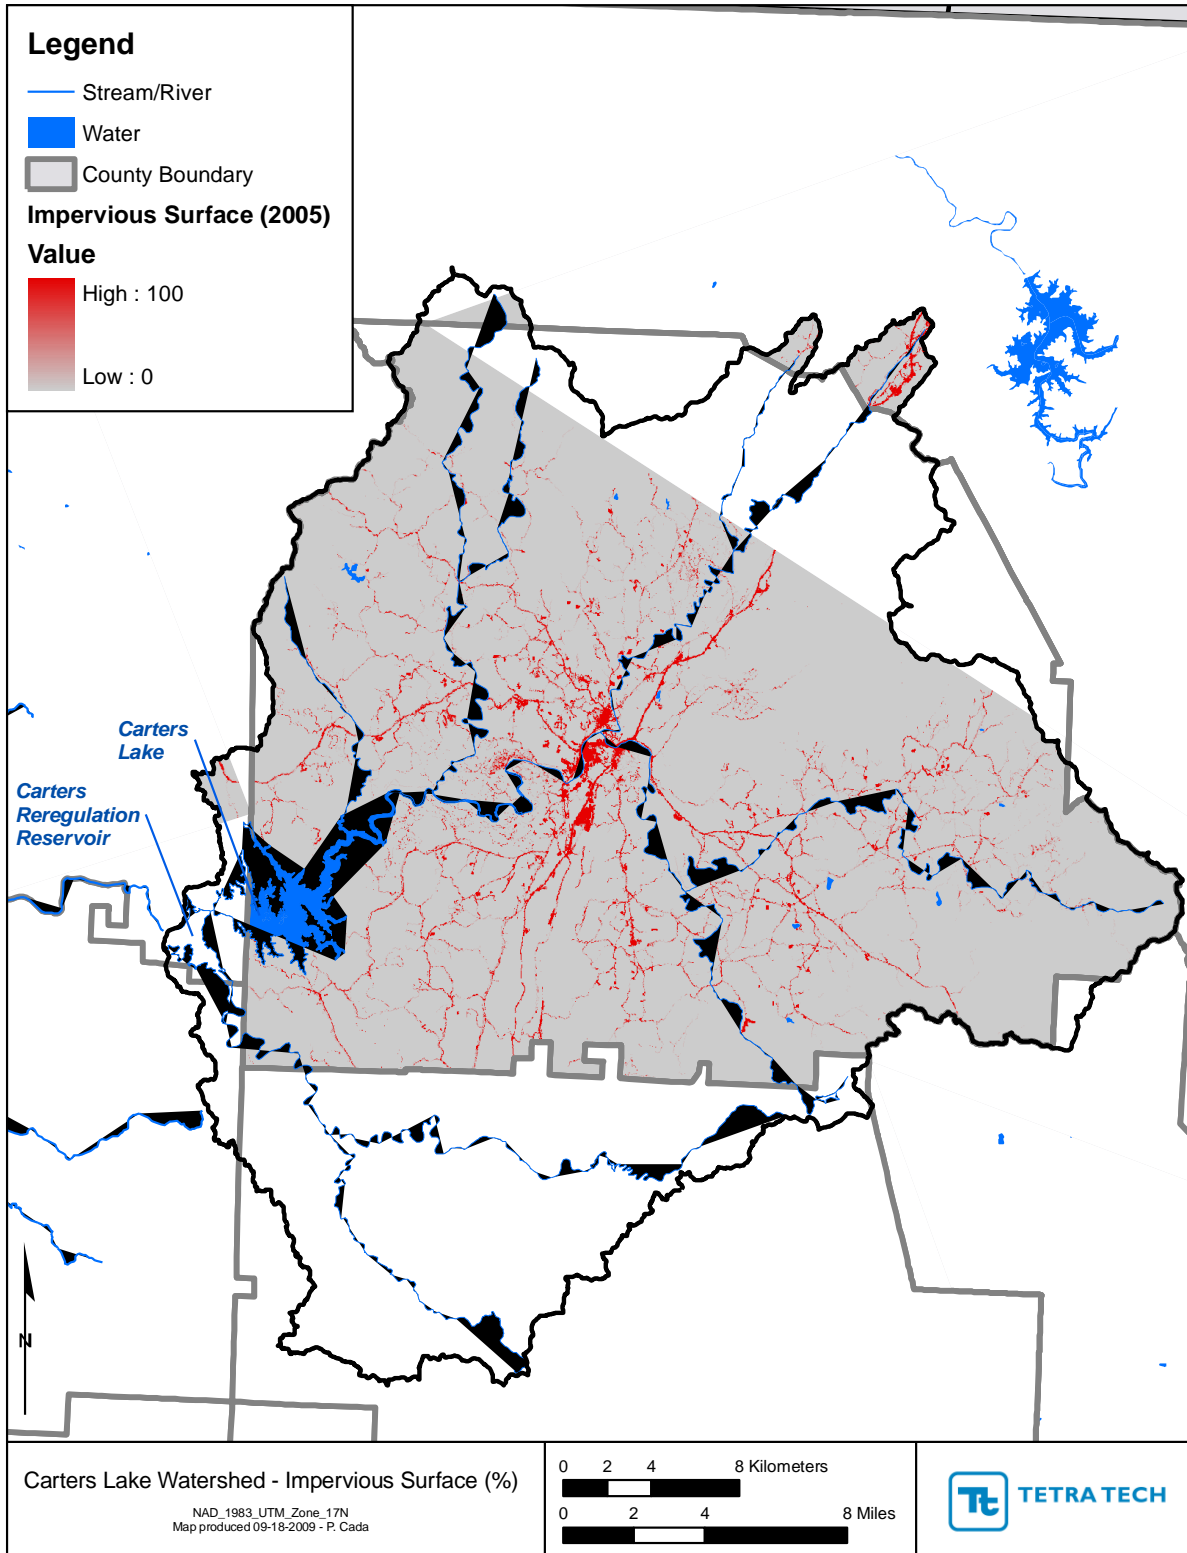 Legend
Stream/River
Water
County Boundary
Impervious Surface (2005)
Value
High : 100
Low : 0
Carters
Lake
Carters
Reregulation
Reservoir
N
Carters Lake Watershed - Impervious Surface (%)
NAD_1983_UTM_Zone_17N
Map produced 09-18-2009 - P. Cada
0 2 4 8 Kilometers
0 2 4 8 Miles
Tt TETRA TECH